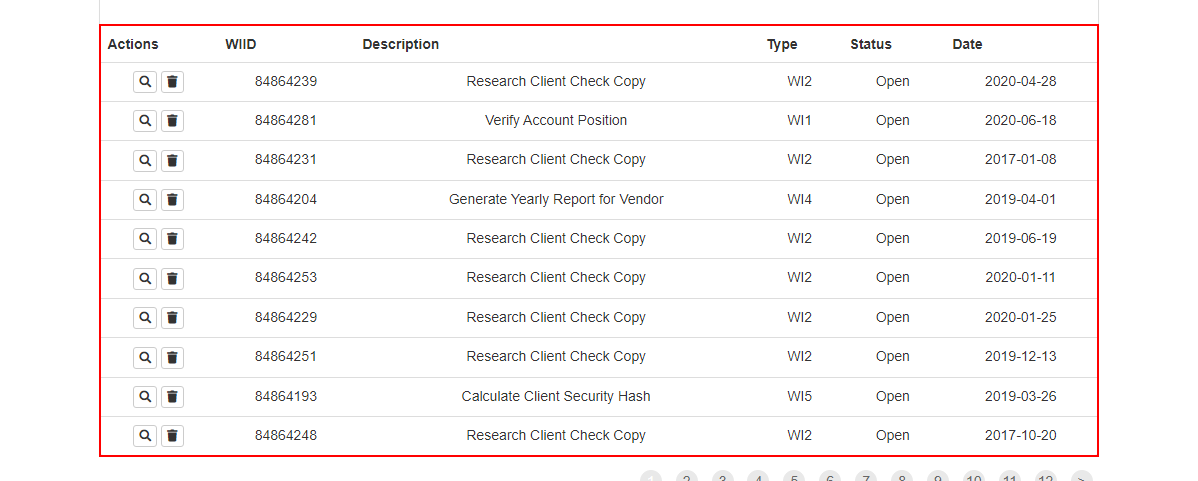 Actions WIID Description Type Status Date
84864239 Research Client Check Copy WI2 Open 2020-04-28
84864281 Verify Account Position WI1 Open 2020-06-18
84864231 Research Client Check Copy WI2 Open 2017-01-08
84864204 Generate Yearly Report for Vendor WI4 Open 2019-04-01
84864242 Research Client Check Copy WI2 Open 2019-06-19
84864253 Research Client Check Copy WI2 Open 2020-01-11
84864229 Research Client Check Copy WI2 Open 2020-01-25
84864251 Research Client Check Copy WI2 Open 2019-12-13
84864193 Calculate Client Security Hash WI5 Open 2019-03-26
84864248 Research Client Check Copy WI2 Open 2017-10-20
1 2 3 4 5 6 7 8 9 10 11 12 >